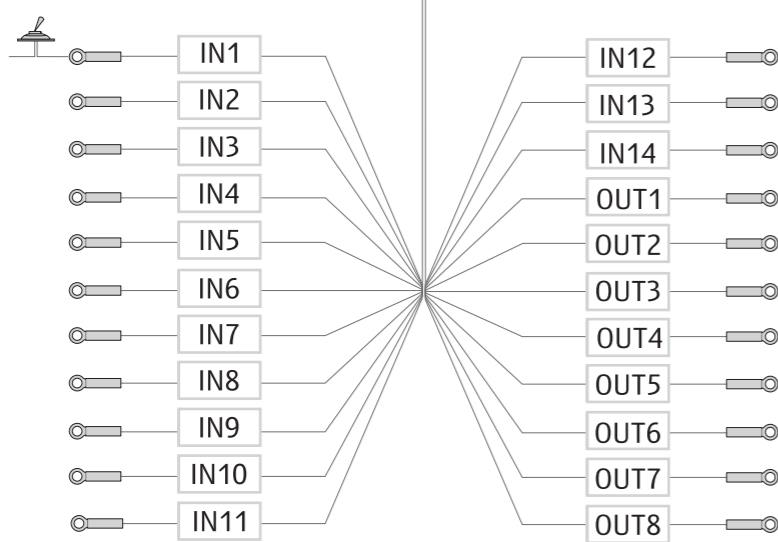 IN1
IN2
IN3
IN4
IN5
IN6
IN7
IN8
IN9
IN10
IN11
IN12
IN13
IN14
OUT1
OUT2
OUT3
OUT4
OUT5
OUT6
OUT7
OUT8